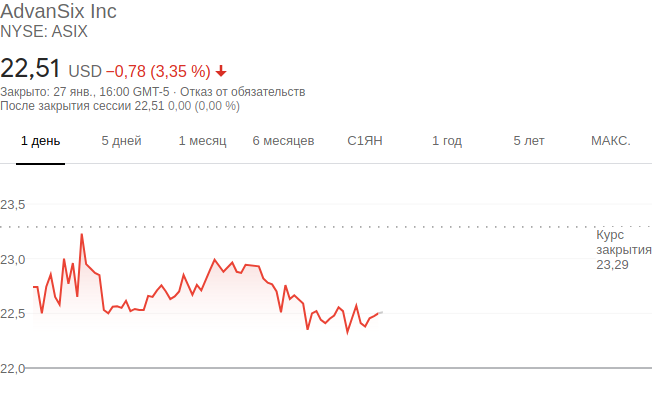 AdvanSix Inc
NYSE: ASIX
22,51 USD −0,78 (3,35 %)
Закрыто: 27 янв., 16:00 GMT-5 · Отказ от обязательств
После закрытия сессии 22,51 0,00 (0,00 %)
1 день 5 дней 1 месяц 6 месяцев С1ЯН 1 год 5 лет МАКС.
23,5
Курс
закрытия
23,29
23,0
22,5
22,0